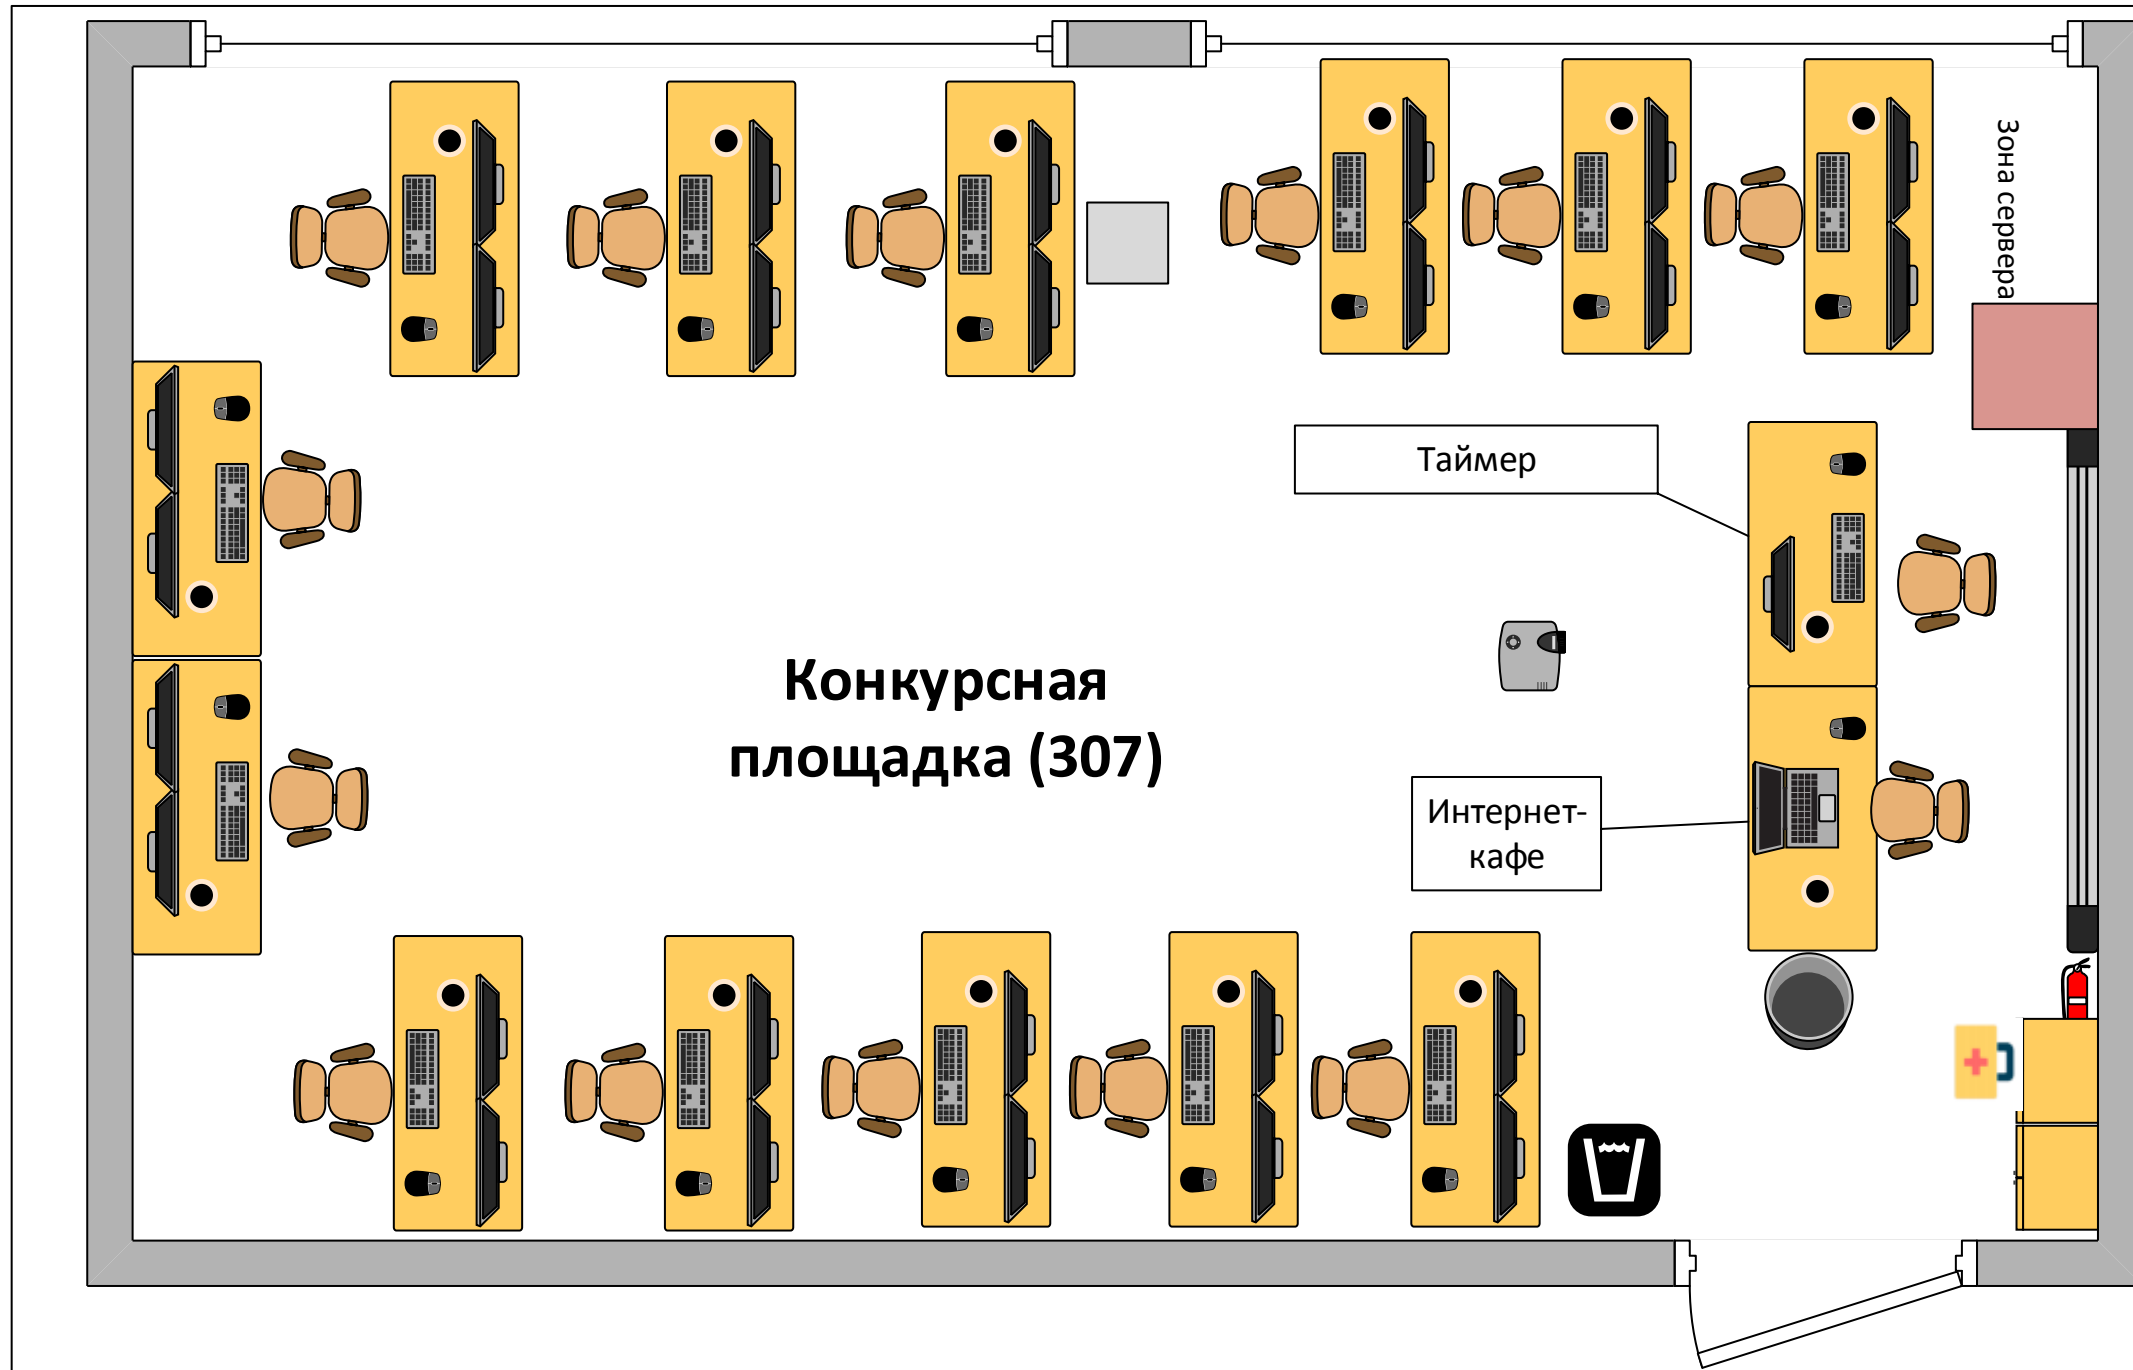 Зона сервера
Таймер
Конкурсная
площадка (307)
Интернет-
кафе